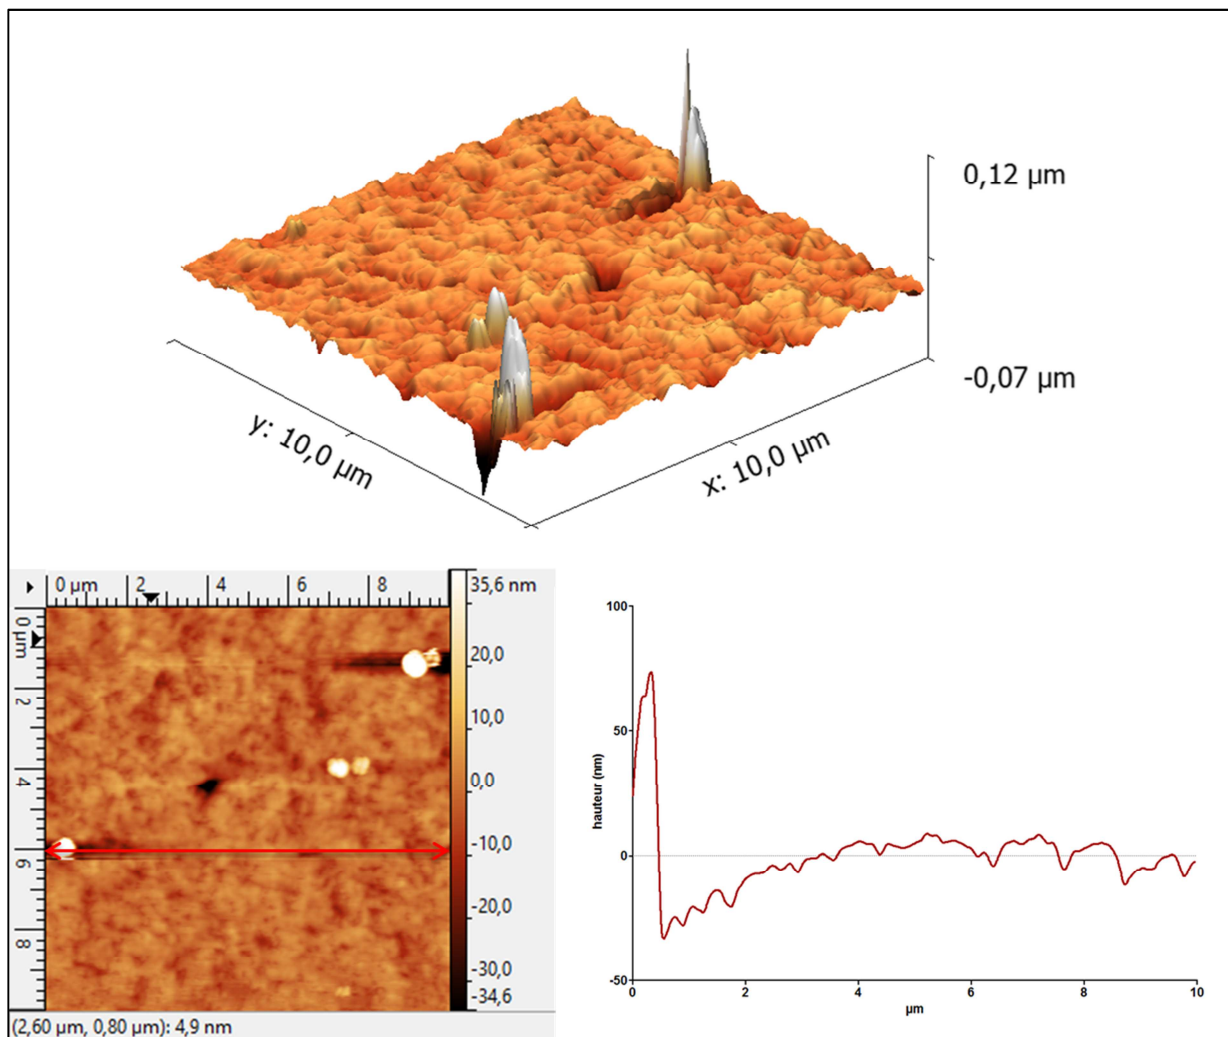 0,12 µm
-0,07 µm
y: 10,0 µm
x: 10,0 µm
0 µm 2 4 6 8
0 µm
2
4
6
8
35,6 nm
20,0
10,0
0,0
-10,0
-20,0
-30,0
-34,6
(2,60 µm, 0,80 µm): 4,9 nm
hauteur (nm)
100
50
0
-50
0 2 4 6 8 10
µm